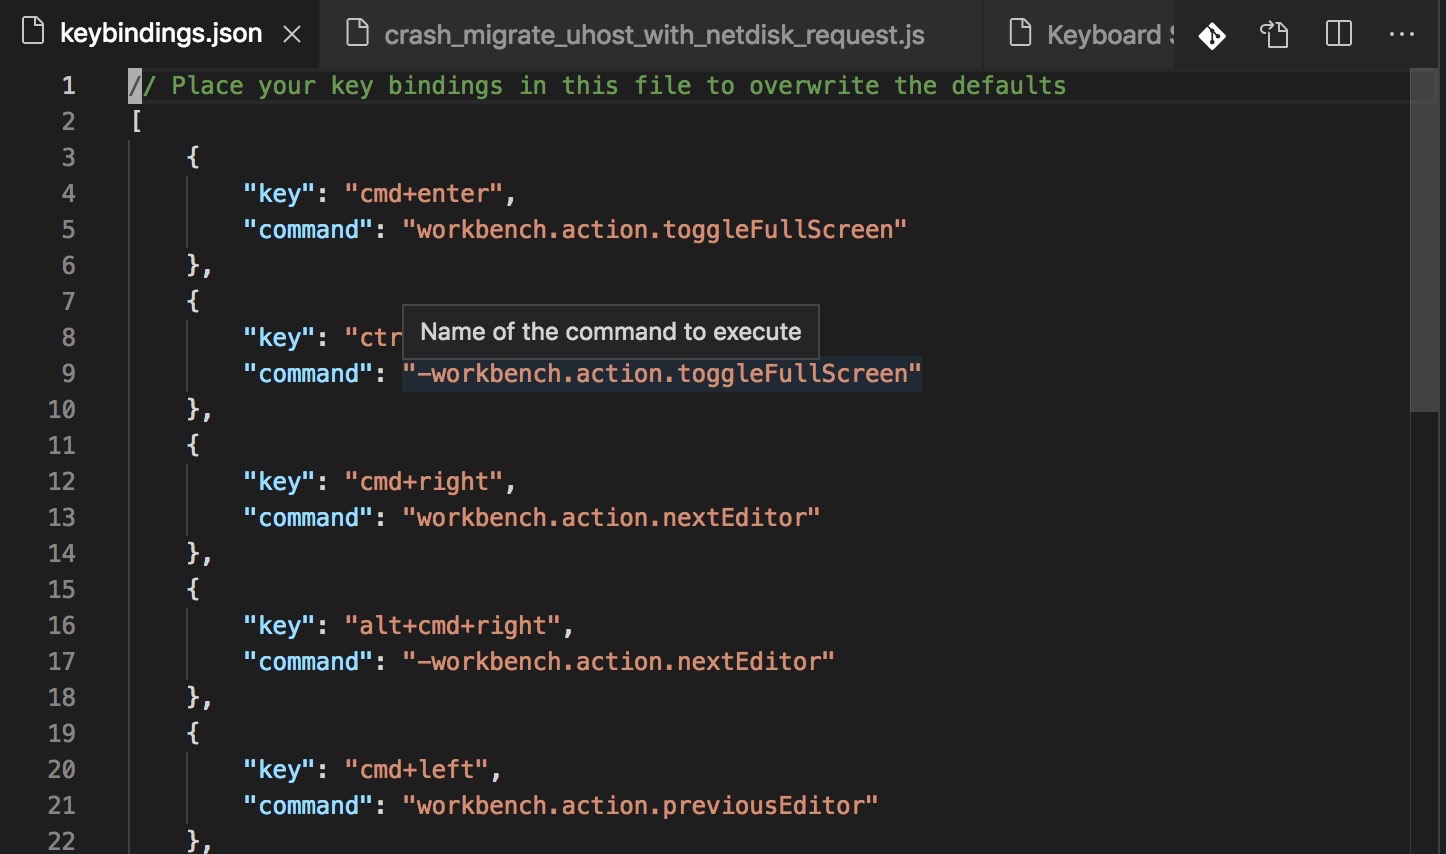 keybindings.json
crash_migrate_uhost_with_netdisk_request.js
Keyboard
1 // Place your key bindings in this file to overwrite the defaults
2 [
3 {
4 "key": "cmd+enter",
5 "command": "workbench.action.toggleFullScreen"
6 },
7 {
Name of the command to execute
8 "key": "ctr
9 "command": "-workbench.action.toggleFullScreen"
10 },
11 {
12 "key": "cmd+right",
13 "command": "workbench.action.nextEditor"
14 },
15 {
16 "key": "alt+cmd+right",
17 "command": "-workbench.action.nextEditor"
18 },
19 {
20 "key": "cmd+left",
21 "command": "workbench.action.previousEditor"
22 },